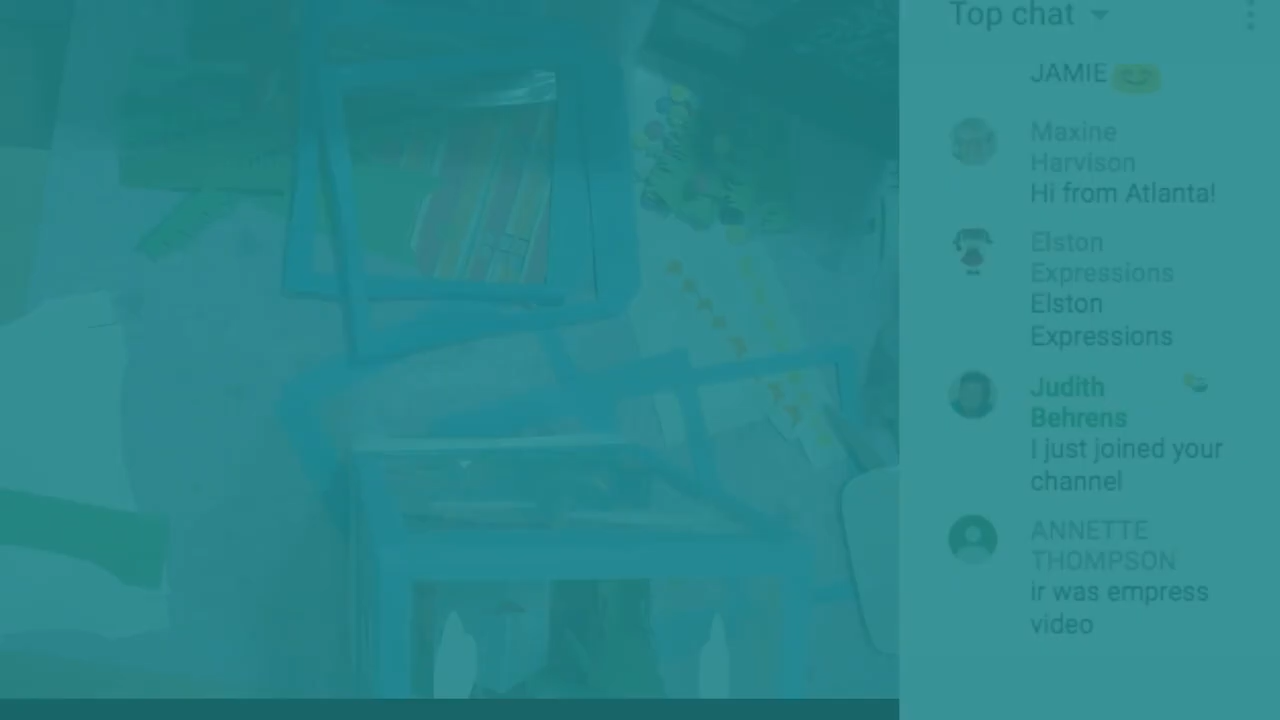 Top chat
JAMIE
Maxine
Harvison
Hi from Atlanta!
Elston
Expressions
Elston
Expressions
Judith
Behrens
I just joined your
channel
ANNETTE
THOMPSON
ir was empress
video